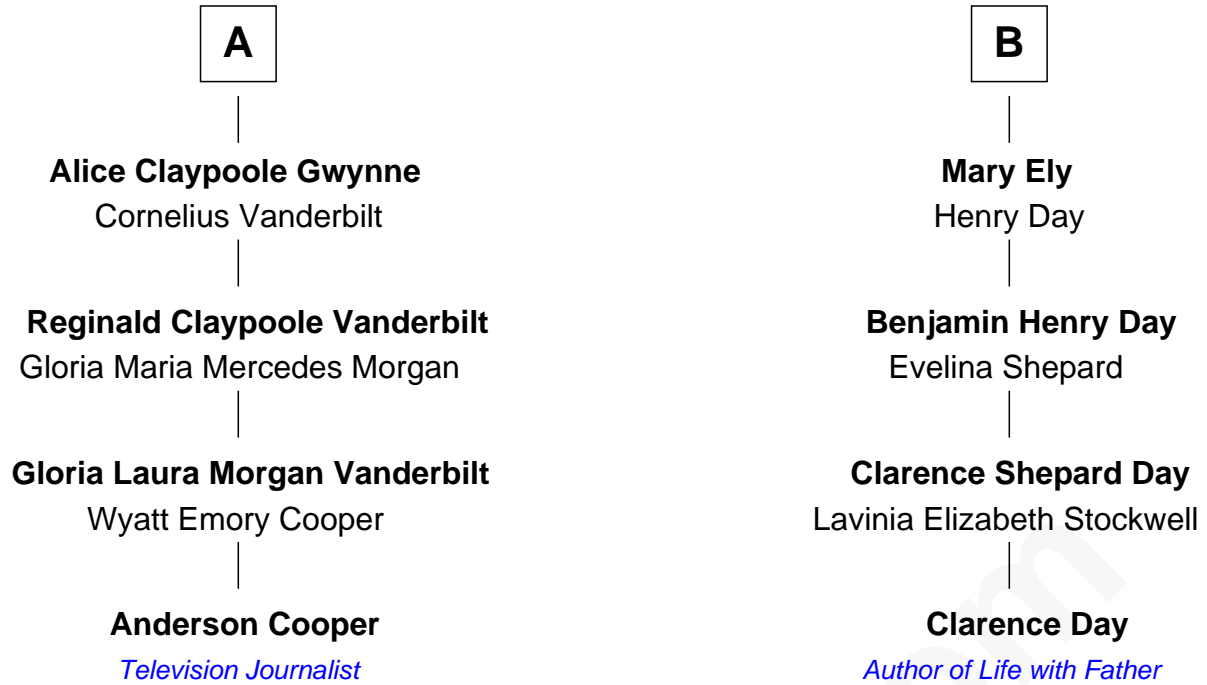 A
Alice Claypoole Gwynne
Cornelius Vanderbilt
Reginald Claypoole Vanderbilt
Gloria Maria Mercedes Morgan
Gloria Laura Morgan Vanderbilt
Wyatt Emory Cooper
Anderson Cooper
Television Journalist
B
Mary Ely
Henry Day
Benjamin Henry Day
Evelina Shepard
Clarence Shepard Day
Lavinia Elizabeth Stockwell
Clarence Day
Author of Life with Father